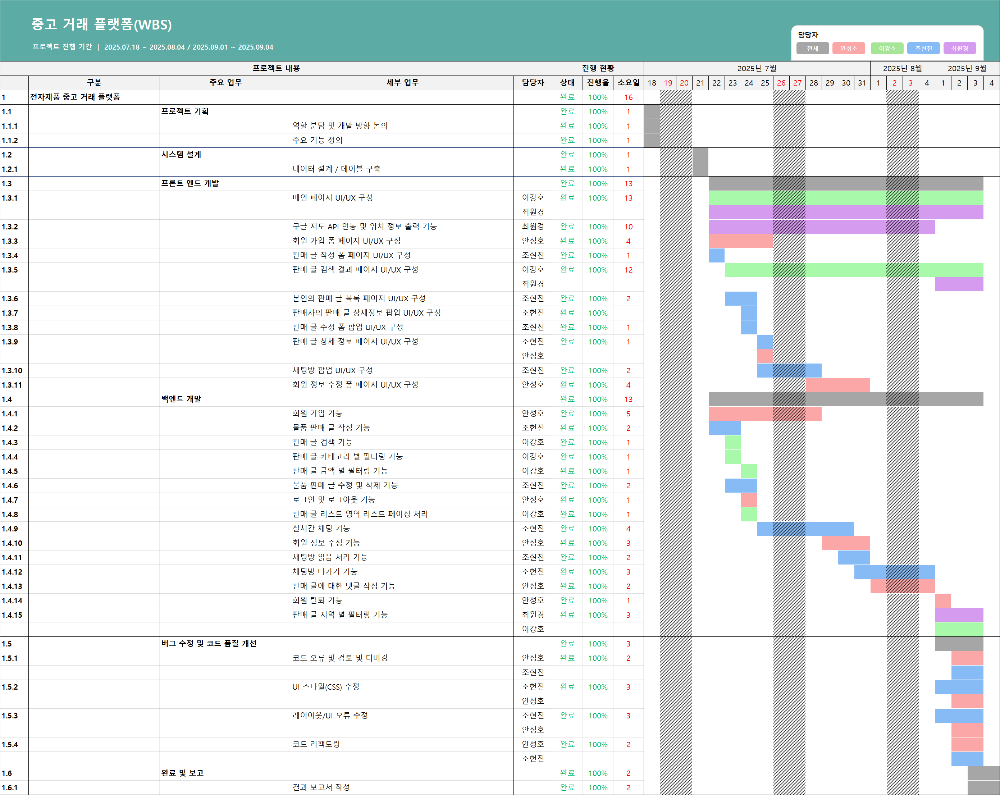 중고 거래 플랫폼(WBS)
프로젝트 진행 기간 | 2025.07.18 ~ 2025.08.04 / 2025.09.01 ~ 2025.09.04
담당자
전체 안성호 이강호 조현진 최원경
프로젝트 내용 진행 현황 2025년 7월 2025년 8월 2025년 9월
구분 주요 업무 세부 업무 담당자 상태 진행율 소요일 18 19 20 21 22 23 24 25 26 27 28 29 30 31 1 2 3 4 1 2 3 4
1 전자제품 중고 거래 플랫폼 완료 100% 16
1.1 프로젝트 기획 완료 100% 1
1.1.1 역할 분담 및 개발 방향 논의 완료 100% 1
1.1.2 주요 기능 정의 완료 100% 1
1.2 시스템 설계 완료 100% 1
1.2.1 데이터 설계 / 테이블 구축 완료 100% 1
1.3 프론트 엔드 개발 완료 100% 13
1.3.1 메인 페이지 UI/UX 구성 이강호 완료 100% 13
최원경
1.3.2 구글 지도 API 연동 및 위치 정보 출력 기능 최원경 완료 100% 10
1.3.3 회원 가입 폼 페이지 UI/UX 구성 안성호 완료 100% 4
1.3.4 판매 글 작성 폼 페이지 UI/UX 구성 조현진 완료 100% 1
1.3.5 판매 글 검색 결과 페이지 UI/UX 구성 이강호 완료 100% 12
최원경
1.3.6 본인의 판매 글 목록 페이지 UI/UX 구성 조현진 완료 100% 2
1.3.7 판매자의 판매 글 상세정보 팝업 UI/UX 구성 조현진 완료 100%
1.3.8 판매 글 수정 폼 팝업 UI/UX 구성 조현진 완료 100% 1
1.3.9 판매 글 상세 정보 페이지 UI/UX 구성 조현진 완료 100% 1
안성호
1.3.10 채팅방 팝업 UI/UX 구성 조현진 완료 100% 2
1.3.11 회원 정보 수정 폼 페이지 UI/UX 구성 안성호 완료 100% 4
1.4 백엔드 개발 완료 100% 13
1.4.1 회원 가입 기능 안성호 완료 100% 5
1.4.2 물품 판매 글 작성 기능 조현진 완료 100% 2
1.4.3 판매 글 검색 기능 이강호 완료 100% 1
1.4.4 판매 글 카테고리 별 필터링 기능 이강호 완료 100% 1
1.4.5 판매 글 금액 별 필터링 기능 이강호 완료 100% 1
1.4.6 물품 판매 글 수정 및 삭제 기능 조현진 완료 100% 2
1.4.7 로그인 및 로그아웃 기능 안성호 완료 100% 1
1.4.8 판매 글 리스트 영역 리스트 페이징 처리 이강호 완료 100% 1
1.4.9 실시간 채팅 기능 조현진 완료 100% 4
1.4.10 회원 정보 수정 기능 안성호 완료 100% 3
1.4.11 채팅방 읽음 처리 기능 조현진 완료 100% 2
1.4.12 채팅방 나가기 기능 조현진 완료 100% 3
1.4.13 판매 글에 대한 댓글 작성 기능 안성호 완료 100% 2
1.4.14 회원 탈퇴 기능 안성호 완료 100% 1
1.4.15 판매 글 지역 별 필터링 기능 최원경 완료 100% 3
이강호
1.5 버그 수정 및 코드 품질 개선 완료 100% 3
1.5.1 코드 오류 및 검토 및 디버깅 안성호 완료 100% 2
조현진
1.5.2 UI 스타일(CSS) 수정 조현진 완료 100% 3
안성호
1.5.3 레이아웃/UI 오류 수정 조현진 완료 100% 3
안성호
1.5.4 코드 리팩토링 안성호 완료 100% 2
조현진
1.6 완료 및 보고 완료 100% 2
1.6.1 결과 보고서 작성 완료 100% 2